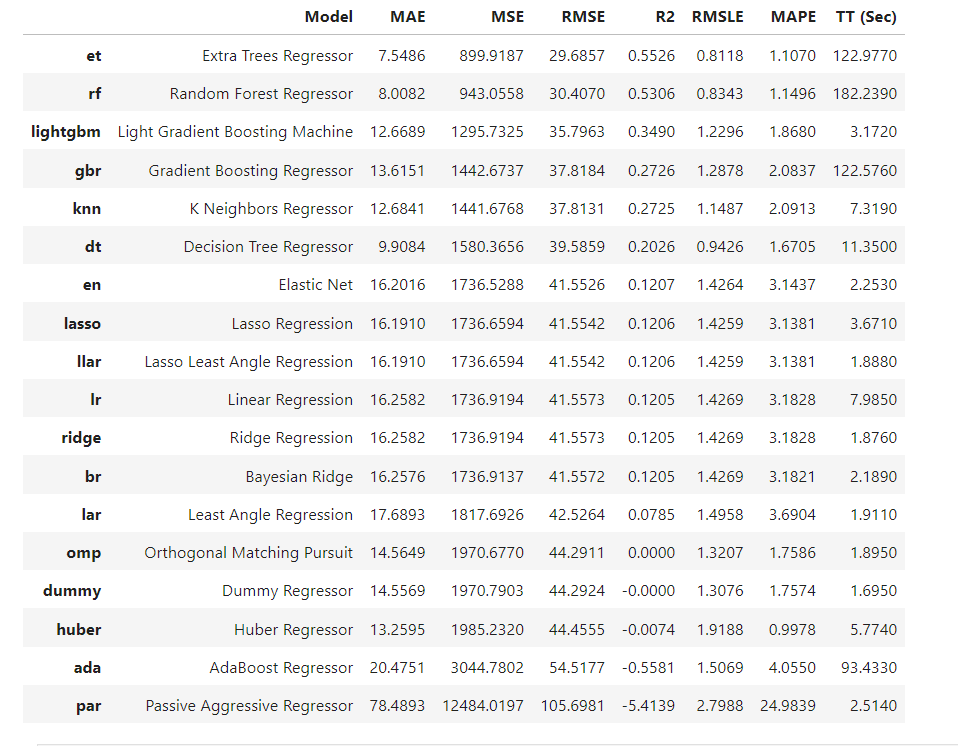 Model MAE MSE RMSE R2 RMSLE MAPE TT (Sec)
et Extra Trees Regressor 7.5486 899.9187 29.6857 0.5526 0.8118 1.1070 122.9770
rf Random Forest Regressor 8.0082 943.0558 30.4070 0.5306 0.8343 1.1496 182.2390
lightgbm Light Gradient Boosting Machine 12.6689 1295.7325 35.7963 0.3490 1.2296 1.8680 3.1720
gbr Gradient Boosting Regressor 13.6151 1442.6737 37.8184 0.2726 1.2878 2.0837 122.5760
knn K Neighbors Regressor 12.6841 1441.6768 37.8131 0.2725 1.1487 2.0913 7.3190
dt Decision Tree Regressor 9.9084 1580.3656 39.5859 0.2026 0.9426 1.6705 11.3500
en Elastic Net 16.2016 1736.5288 41.5526 0.1207 1.4264 3.1437 2.2530
lasso Lasso Regression 16.1910 1736.6594 41.5542 0.1206 1.4259 3.1381 3.6710
llar Lasso Least Angle Regression 16.1910 1736.6594 41.5542 0.1206 1.4259 3.1381 1.8880
lr Linear Regression 16.2582 1736.9194 41.5573 0.1205 1.4269 3.1828 7.9850
ridge Ridge Regression 16.2582 1736.9194 41.5573 0.1205 1.4269 3.1828 1.8760
br Bayesian Ridge 16.2576 1736.9137 41.5572 0.1205 1.4269 3.1821 2.1890
lar Least Angle Regression 17.6893 1817.6926 42.5264 0.0785 1.4958 3.6904 1.9110
omp Orthogonal Matching Pursuit 14.5649 1970.6770 44.2911 0.0000 1.3207 1.7586 1.8950
dummy Dummy Regressor 14.5569 1970.7903 44.2924 -0.0000 1.3076 1.7574 1.6950
huber Huber Regressor 13.2595 1985.2320 44.4555 -0.0074 1.9188 0.9978 5.7740
ada AdaBoost Regressor 20.4751 3044.7802 54.5177 -0.5581 1.5069 4.0550 93.4330
par Passive Aggressive Regressor 78.4893 12484.0197 105.6981 -5.4139 2.7988 24.9839 2.5140